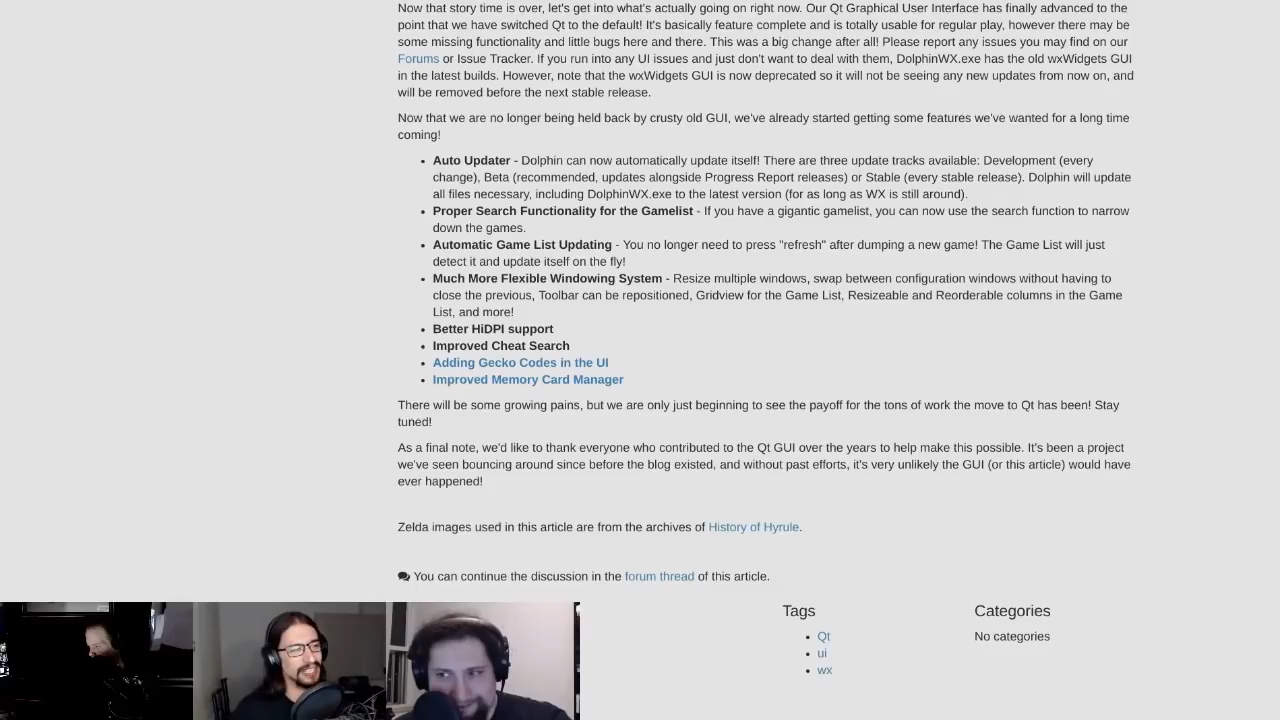 Now that story time is over, let's get into what's actually going on right now. Our Qt Graphical User Interface has finally advanced to the
point that we have switched Qt to the default! It's basically feature complete and is totally usable for regular play, however there may be
some missing functionality and little bugs here and there. This was a big change after all! Please report any issues you may find on our
Forums or Issue Tracker. If you run into any UI issues and just don't want to deal with them, DolphinWX.exe has the old wxWidgets GUI
in the latest builds. However, note that the wxWidgets GUI is now deprecated so it will not be seeing any new updates from now on, and
will be removed before the next stable release.
Now that we are no longer being held back by crusty old GUI, we've already started getting some features we've wanted for a long time
coming!
• Auto Updater - Dolphin can now automatically update itself! There are three update tracks available: Development (every
change), Beta (recommended, updates alongside Progress Report releases) or Stable (every stable release). Dolphin will update
all files necessary, including DolphinWX.exe to the latest version (for as long as WX is still around).
• Proper Search Functionality for the Gamelist - If you have a gigantic gamelist, you can now use the search function to narrow
down the games.
• Automatic Game List Updating - You no longer need to press "refresh" after dumping a new game! The Game List will just
detect it and update itself on the fly!
• Much More Flexible Windowing System - Resize multiple windows, swap between configuration windows without having to
close the previous, Toolbar can be repositioned, Gridview for the Game List, Resizeable and Reorderable columns in the Game
List, and more!
• Better HiDPI support
• Improved Cheat Search
• Adding Gecko Codes in the UI
• Improved Memory Card Manager
There will be some growing pains, but we are only just beginning to see the payoff for the tons of work the move to Qt has been! Stay
tuned!
As a final note, we'd like to thank everyone who contributed to the Qt GUI over the years to help make this possible. It's been a project
we've seen bouncing around since before the blog existed, and without past efforts, it's very unlikely the GUI (or this article) would have
ever happened!
Zelda images used in this article are from the archives of History of Hyrule.
You can continue the discussion in the forum thread of this article.
Tags
• Qt
• ui
• wx
Categories
No categories